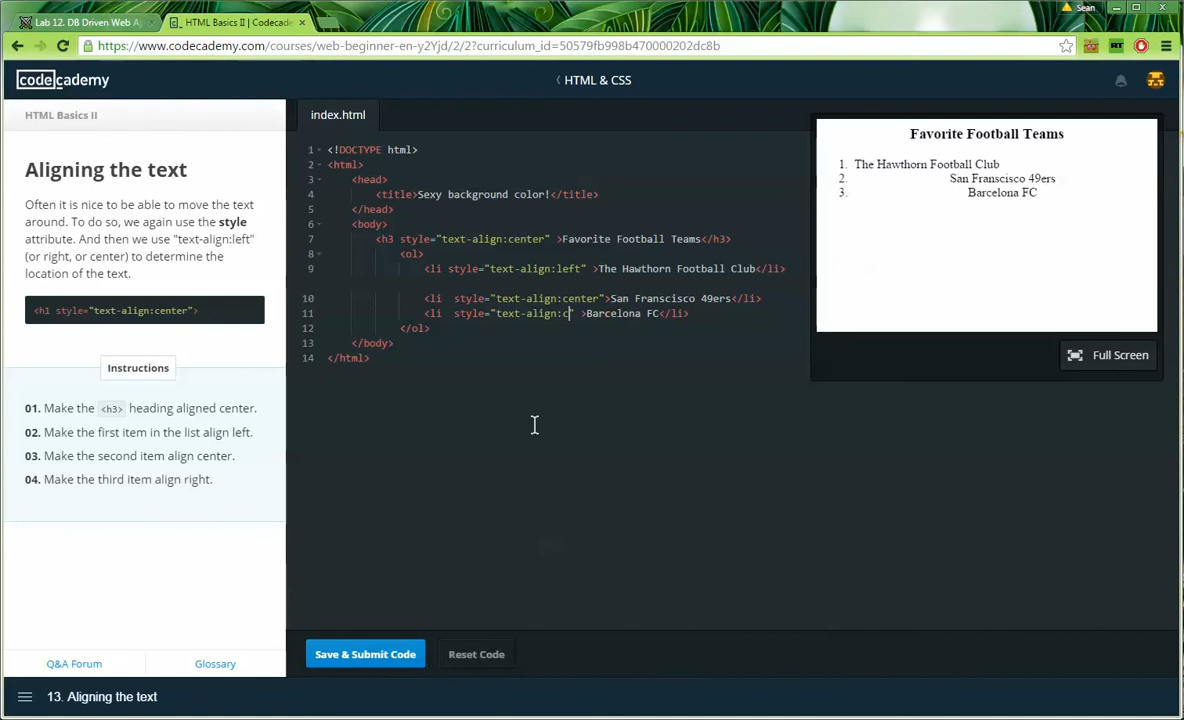 Lab 12. DB Driven Web A
HTML Basics II | Codecade
Sean
https://www.codecademy.com/courses/web-beginner-en-y2Yjd/2/2?curriculum_id=50579fb998b4b470000202dc8b
codecademy
HTML & CSS
HTML Basics II
Aligning the text
Often it is nice to be able to move the text
around. To do so, we again use the style
attribute. And then we use "text-align:left"
(or right, or center) to determine the
location of the text.
<h1 style="text-align:center">
Instructions
01. Make the <h3> heading aligned center.
02. Make the first item in the list align left.
03. Make the second item align center.
04. Make the third item align right.
Q&A Forum
Glossary
index.html
1 <!DOCTYPE html>
2 <html>
3 <head>
4 <title>Sexy background color!</title>
5 </head>
6 <body>
7 <h3 style="text-align:center" >Favorite Football Teams</h3>
8 <ol>
9 <li style="text-align:left" >The Hawthorn Football Club</li>
10 <li  style="text-align:center">San Franscisco 49ers</li>
11 <li  style="text-align:c" >Barcelona FC</li>
12 </ol>
13 </body>
14 </html>
Favorite Football Teams
1. The Hawthorn Football Club
2. San Franscisco 49ers
3. Barcelona FC
Full Screen
Save & Submit Code
Reset Code
13. Aligning the text